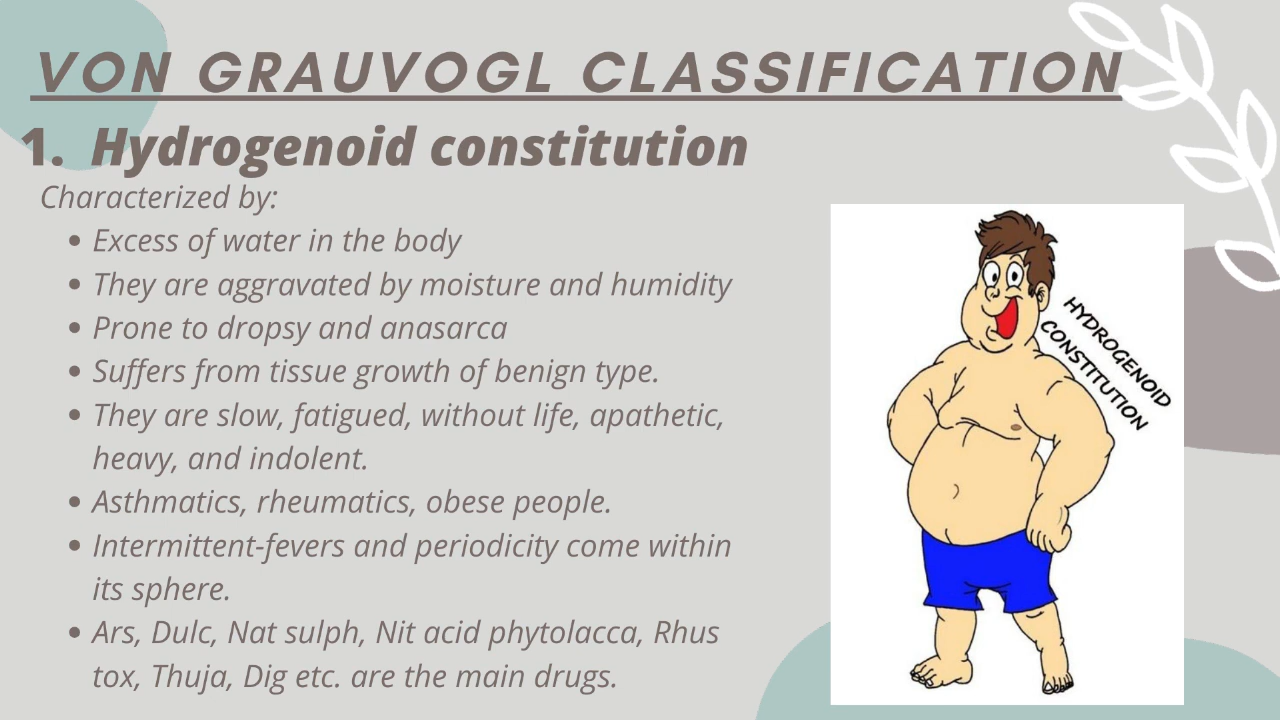 VON GRAUVOGL CLASSIFICATION
1. Hydrogenoid constitution
Characterized by:
• Excess of water in the body
• They are aggravated by moisture and humidity
• Prone to dropsy and anasarca
• Suffers from tissue growth of benign type.
• They are slow, fatigued, without life, apathetic,
heavy, and indolent.
• Asthmatics, rheumatics, obese people.
• Intermittent-fevers and periodicity come within
its sphere.
• Ars, Dulc, Nat sulph, Nit acid phytolacca, Rhus
tox, Thuja, Dig etc. are the main drugs.
HYDROGENOID
CONSTITUTION